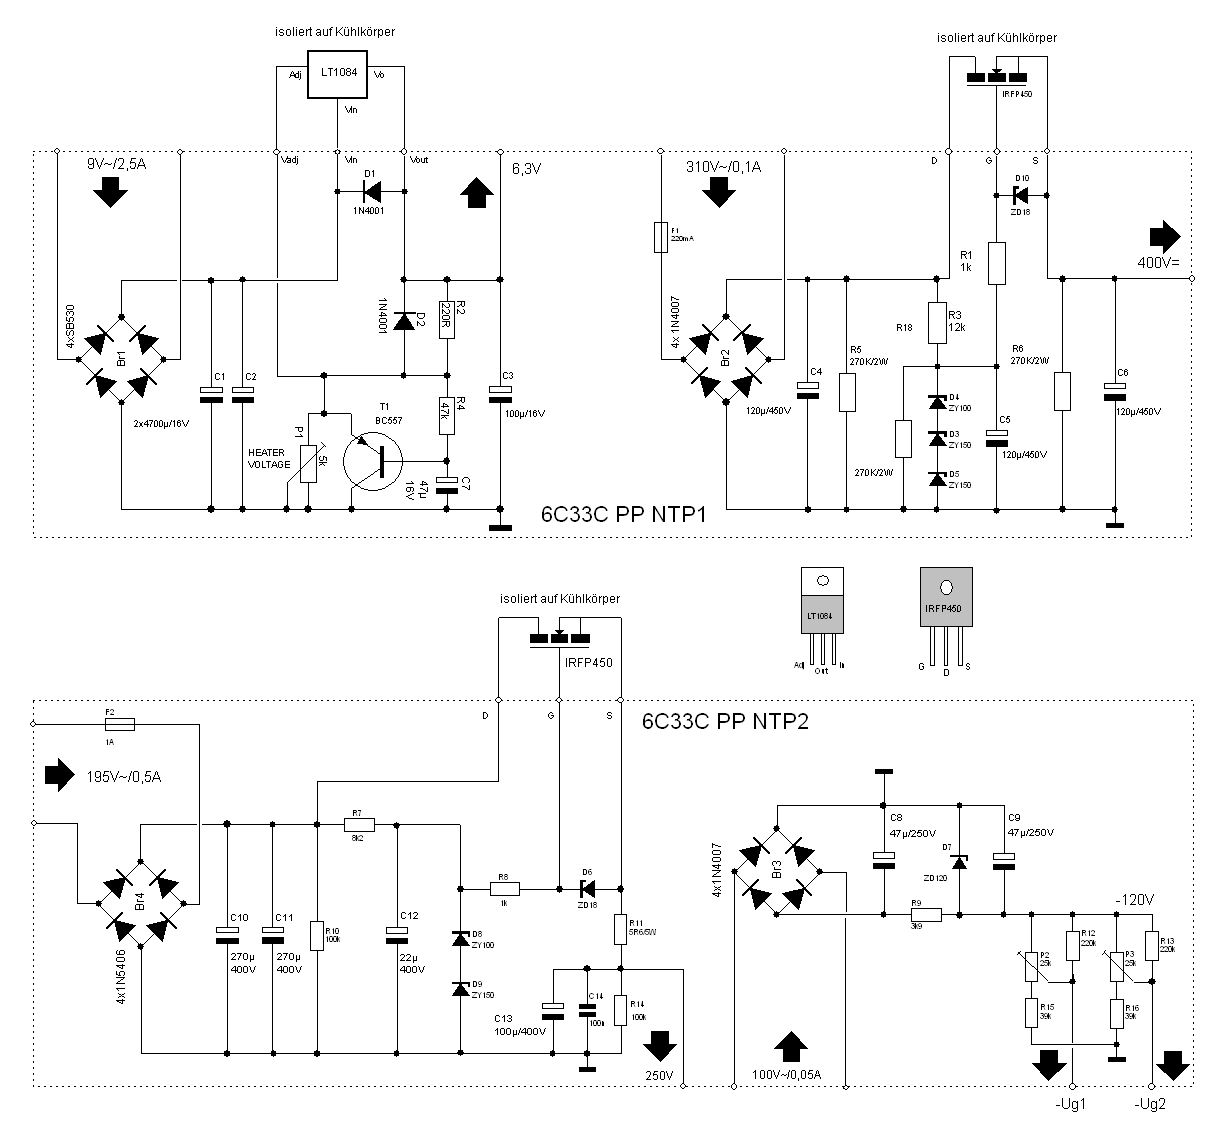 isoliert auf Kühlkörper
LT1084
Adj
Vo
Vin
9V~/2,5A
Vadj
Vin
Vout
6,3V
D1
1N4001
4xSB530
Br1
C1
C2
2x4700µ/16V
1N4001
D2
R2
220R
R4
47k
C3
100µ/16V
T1
BC557
P1
5k
HEATER
VOLTAGE
C7
47µ
16V
6C33C PP NTP1
isoliert auf Kühlkörper
IRFP450
D
G
S
310V~/0,1A
F1
220mA
D10
ZD18
R1
1k
400V=
4x 1N4007
Br2
R3
12k
R18
R5
270K/2W
R6
270K/2W
C4
120µ/450V
D4
ZY100
D3
ZY150
D5
ZY150
C5
120µ/450V
C6
120µ/450V
270K/2W
LT1084
Adj
Out
In
IRFP450
G
D
S
isoliert auf Kühlkörper
IRFP450
D
G
S
6C33C PP NTP2
F2
1A
195V~/0,5A
Br4
4x1N5406
C10
270µ
400V
C11
270µ
400V
R10
100k
R7
8k2
C12
22µ
400V
R8
1k
D6
ZD18
D8
ZY100
D9
ZY150
R11
5R6/5W
C13
100µ/400V
C14
100n
R14
100k
250V
4x1N4007
Br3
C8
47µ/250V
D7
ZD120
C9
47µ/250V
R9
3k9
-120V
P2
25k
R12
220k
P3
25k
R13
220k
R15
39k
R16
39k
100V~/0,05A
-Ug1
-Ug2